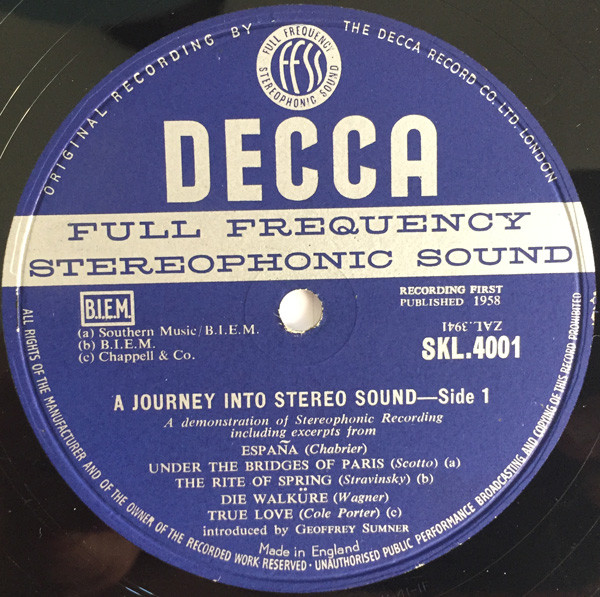 ORIGINAL RECORDING BY THE DECCA RECORD CO. LTD. LONDON
FULL FREQUENCY
ffss
STEREOPHONIC SOUND
DECCA
FULL FREQUENCY
STEREOPHONIC SOUND
B.I.E.M.
(a) Southern Music/B.I.E.M.
(b) B.I.E.M.
(c) Chappell & Co.
RECORDING FIRST
PUBLISHED 1958
ZAL.3941
SKL.4001
A JOURNEY INTO STEREO SOUND—Side 1
A demonstration of Stereophonic Recording
including excerpts from
ESPAÑA (Chabrier)
UNDER THE BRIDGES OF PARIS (Scotto) (a)
THE RITE OF SPRING (Stravinsky) (b)
DIE WALKÜRE (Wagner)
TRUE LOVE (Cole Porter) (c)
introduced by GEOFFREY SUMNER
Made in England
ALL RIGHTS OF THE MANUFACTURER AND OF THE OWNER OF THE RECORDED WORK RESERVED · UNAUTHORISED PUBLIC PERFORMANCE BROADCASTING AND COPYING OF THIS RECORD PROHIBITED